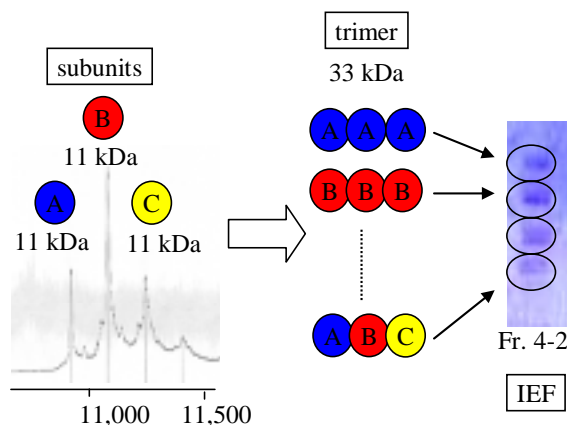 subunits
B
11 kDa
A
11 kDa
C
11 kDa
11,000
11,500
trimer
33 kDa
A A A
B B B
A B C
Fr. 4-2
IEF